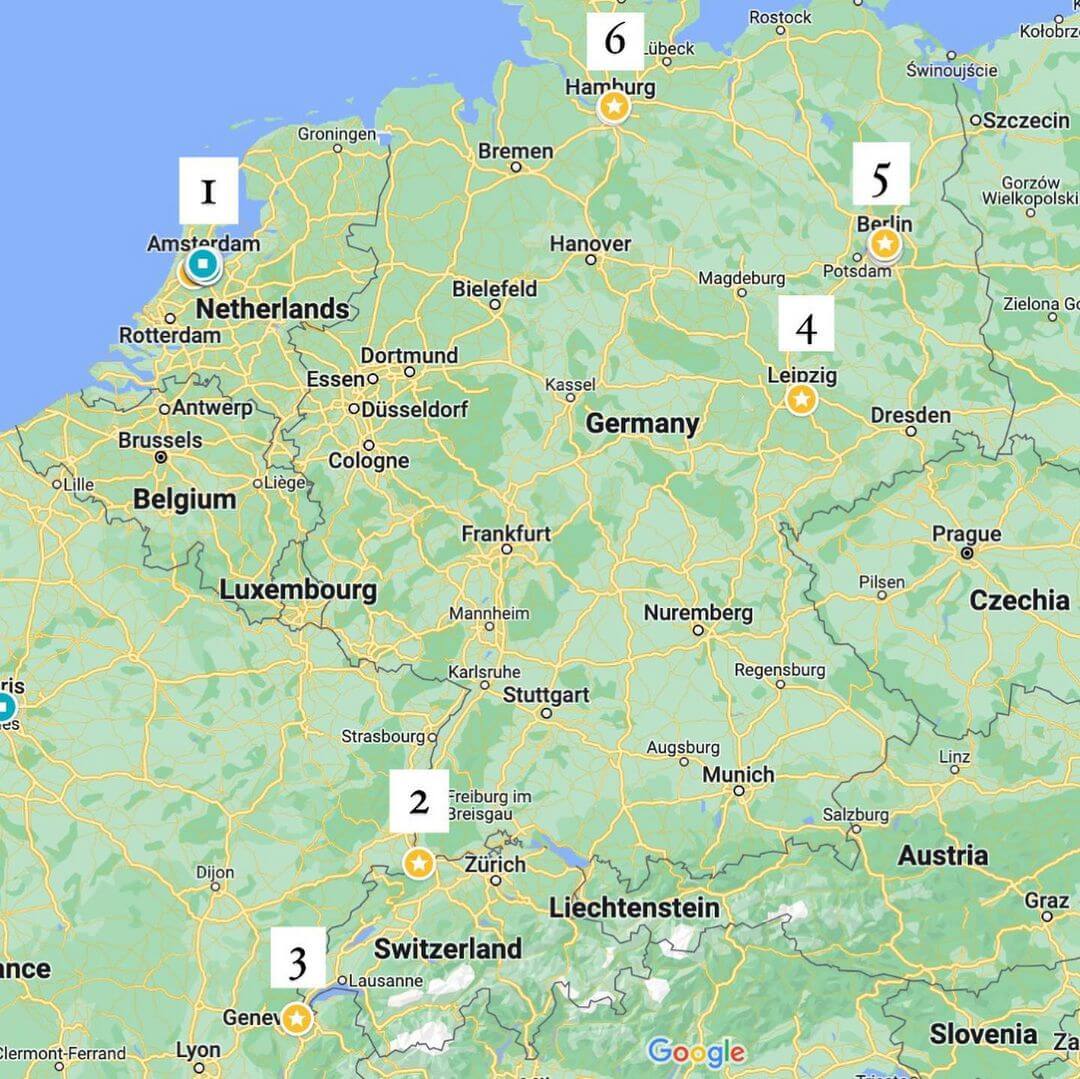 Rostock
Kołobrz
6
Lübeck
Świnoujście
Hamburg
Szczecin
Groningen
Bremen
5
Gorzów
Wielkopolski
1
Berlin
Amsterdam
Hanover
Potsdam
Magdeburg
Bielefeld
Netherlands
Zielona Gó
4
Rotterdam
Dortmund
Essen
Kassel
Leipzig
Antwerp
Düsseldorf
Germany
Dresden
Brussels
Cologne
Lille
Liège
Belgium
Frankfurt
Prague
Luxembourg
Pilsen
Czechia
Mannheim
Nuremberg
Karlsruhe
Regensburg
ris
Stuttgart
es
Strasbourg
Augsburg
Linz
Munich
2
Freiburg im
Breisgau
Salzburg
Zürich
Austria
Dijon
Graz
Liechtenstein
3
Switzerland
ance
Lausanne
Genev
Slovenia
Za
Clermont-Ferrand
Lyon
Google